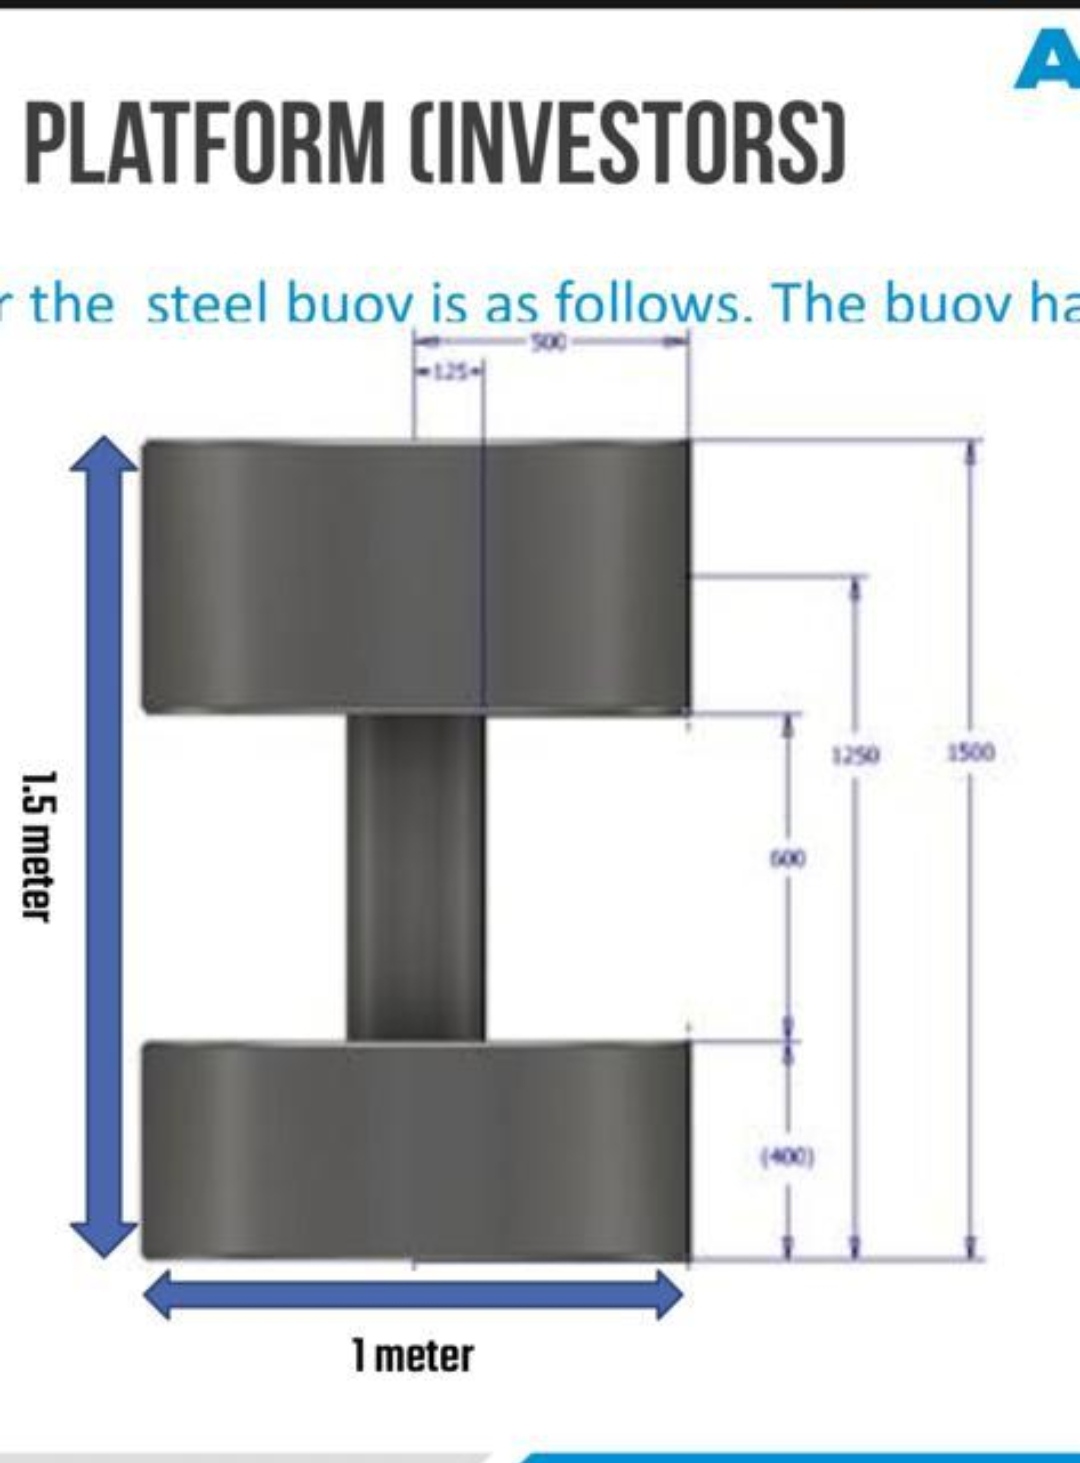 A
PLATFORM (INVESTORS)
r the steel buoy is as follows. The buoy ha
500
125
1250
1500
600
(400)
1.5 meter
1 meter